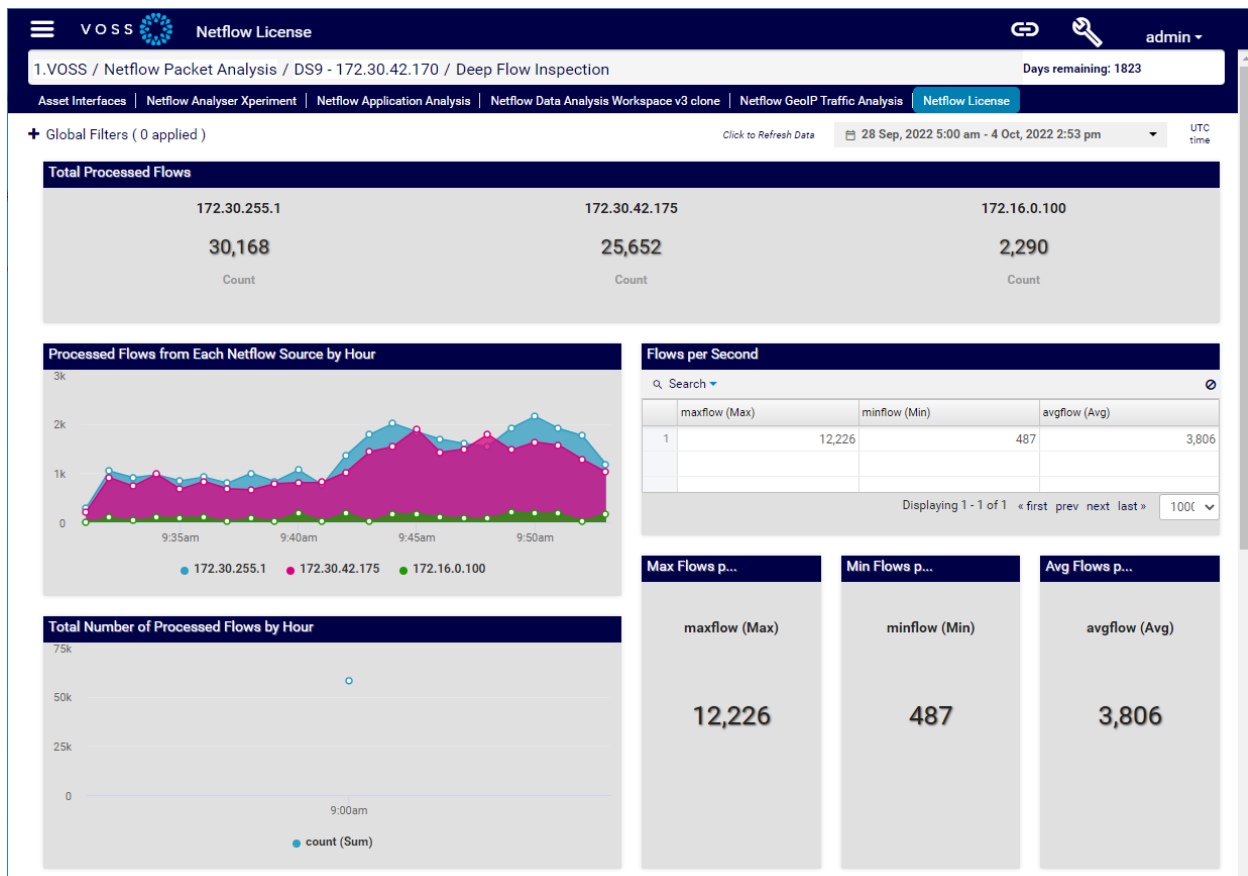 VOSS Netflow License admin
1.VOSS / Netflow Packet Analysis / DS9 - 172.30.42.170 / Deep Flow Inspection Days remaining: 1823
Asset Interfaces | Netflow Analyser Xperiment | Netflow Application Analysis | Netflow Data Analysis Workspace v3 clone | Netflow GeoIP Traffic Analysis | Netflow License
+ Global Filters ( 0 applied ) Click to Refresh Data 28 Sep, 2022 5:00 am - 4 Oct, 2022 2:53 pm UTC time
Total Processed Flows
172.30.255.1 172.30.42.175 172.16.0.100
30,168 25,652 2,290
Count Count Count
Processed Flows from Each Netflow Source by Hour
3k
2k
1k
0
9:35am 9:40am 9:45am 9:50am
172.30.255.1 172.30.42.175 172.16.0.100
Flows per Second
Search
maxflow (Max) minflow (Min) avgflow (Avg)
1 12,226 487 3,806
Displaying 1 - 1 of 1 « first prev next last »
Total Number of Processed Flows by Hour
75k
50k
25k
0
9:00am
count (Sum)
Max Flows p... Min Flows p... Avg Flows p...
maxflow (Max) minflow (Min) avgflow (Avg)
12,226 487 3,806